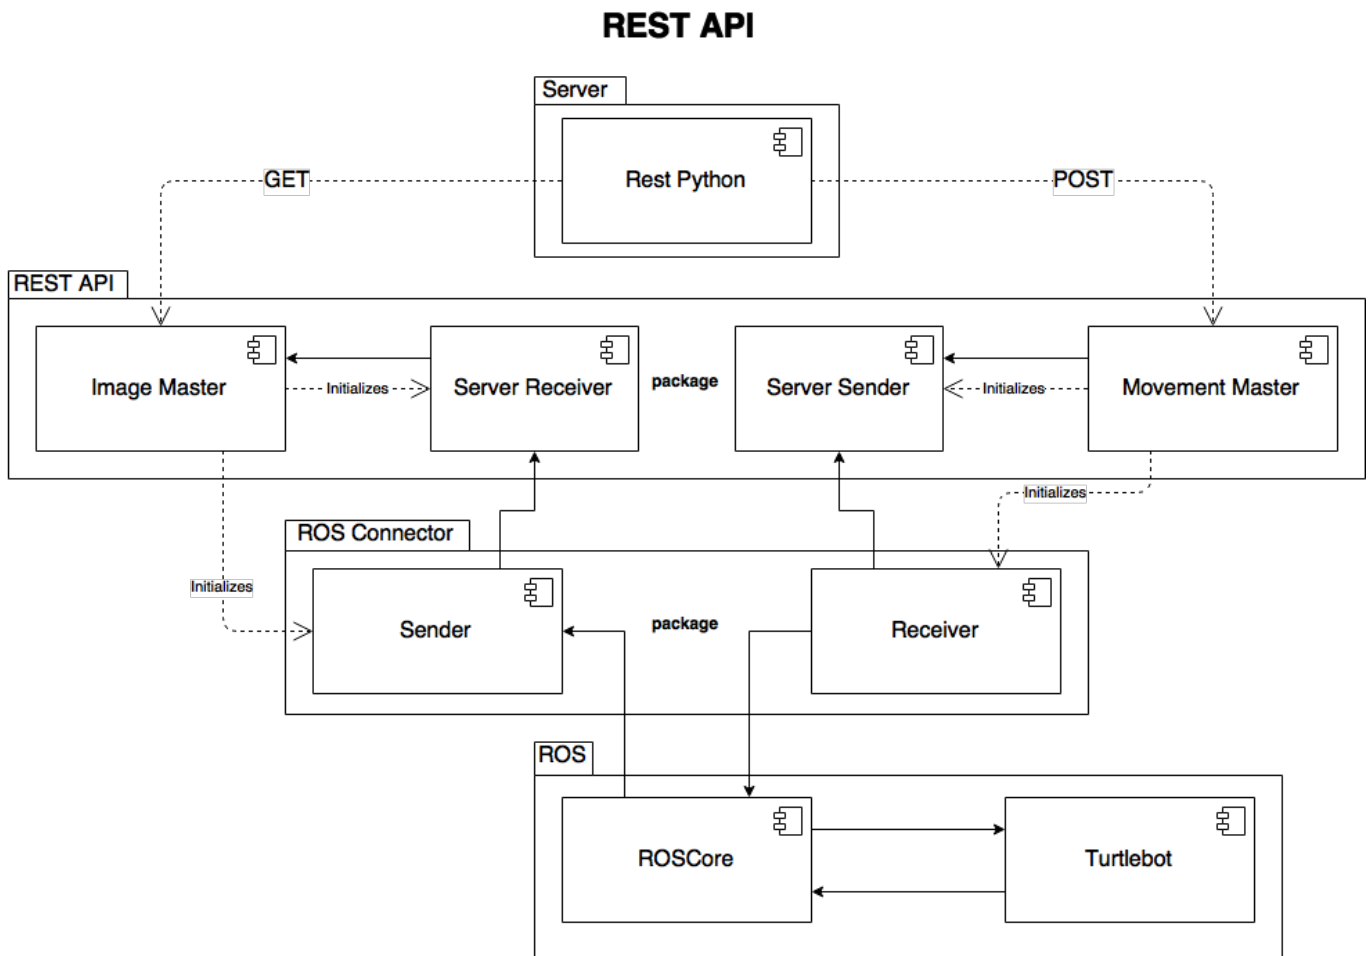 REST API
Server
Rest Python
GET
POST
REST API
Image Master
Initializes
Server Receiver
package
Server Sender
Initializes
Movement Master
Initializes
ROS Connector
Initializes
Sender
package
Receiver
ROS
ROSCore
Turtlebot